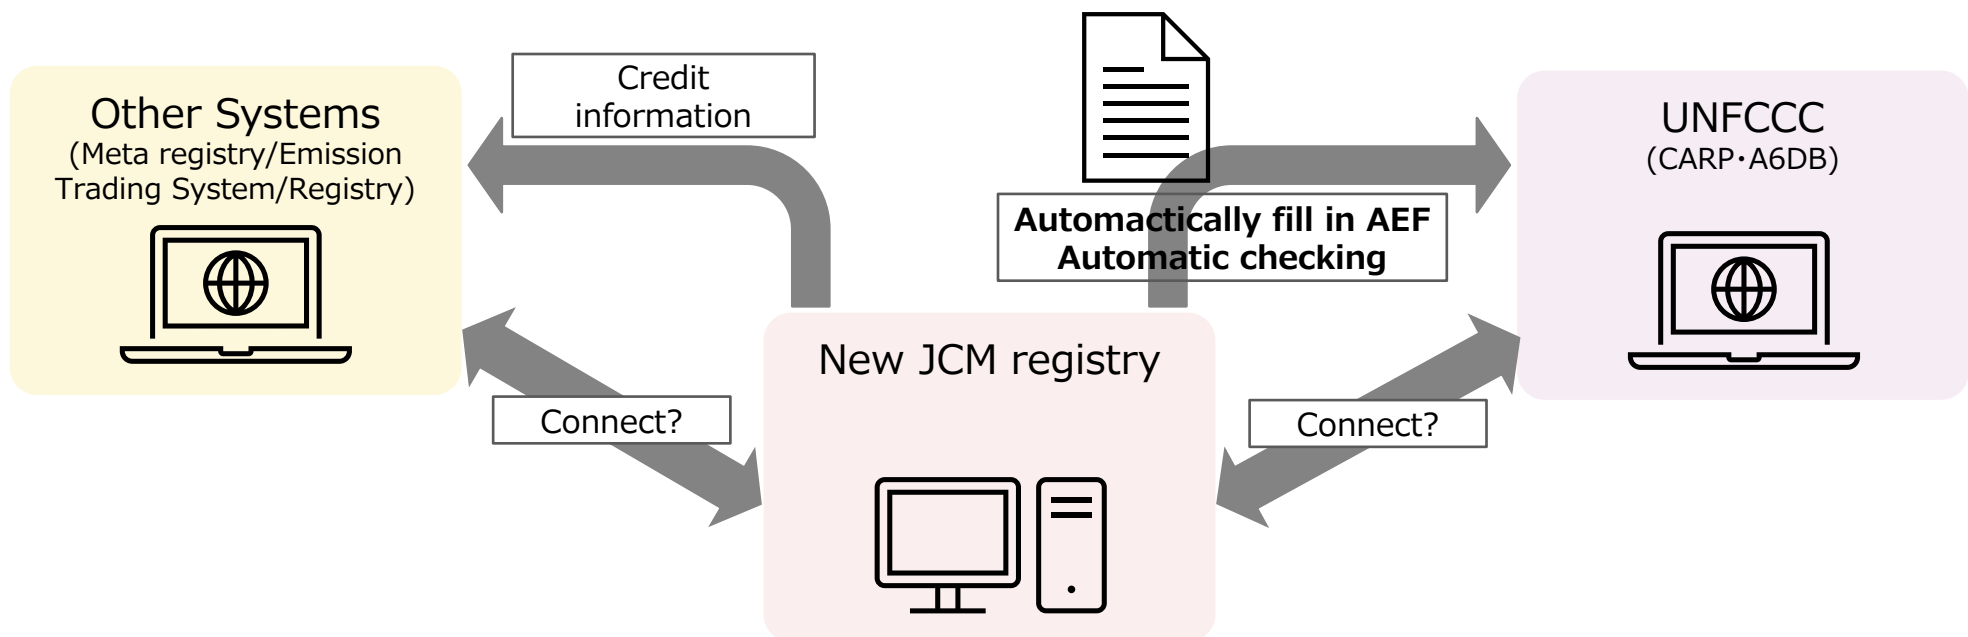 Other Systems
(Meta registry/Emission
Trading System/Registry)
Credit
information
Automactically fill in AEF
Automatic checking
UNFCCC
(CARP・A6DB)
New JCM registry
Connect?
Connect?